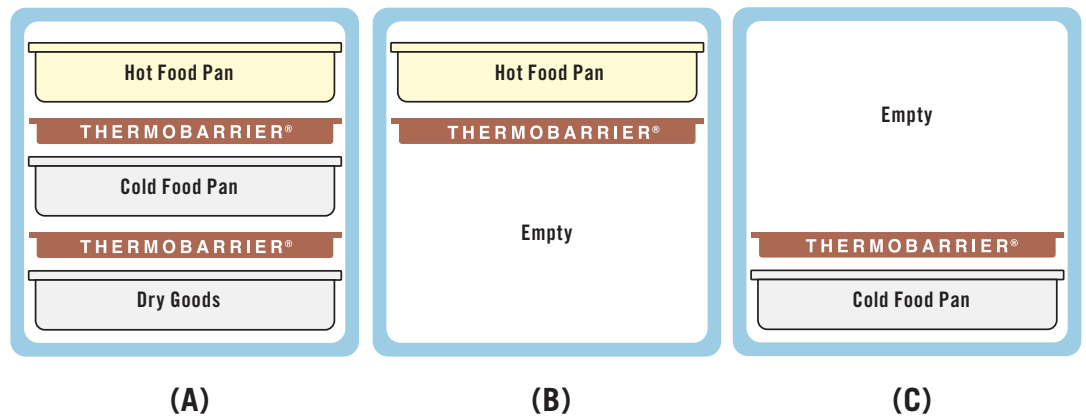 Hot Food Pan
THERMOBARRIER®
Cold Food Pan
THERMOBARRIER®
Dry Goods
(A)
Hot Food Pan
THERMOBARRIER®
Empty
(B)
Empty
THERMOBARRIER®
Cold Food Pan
(C)